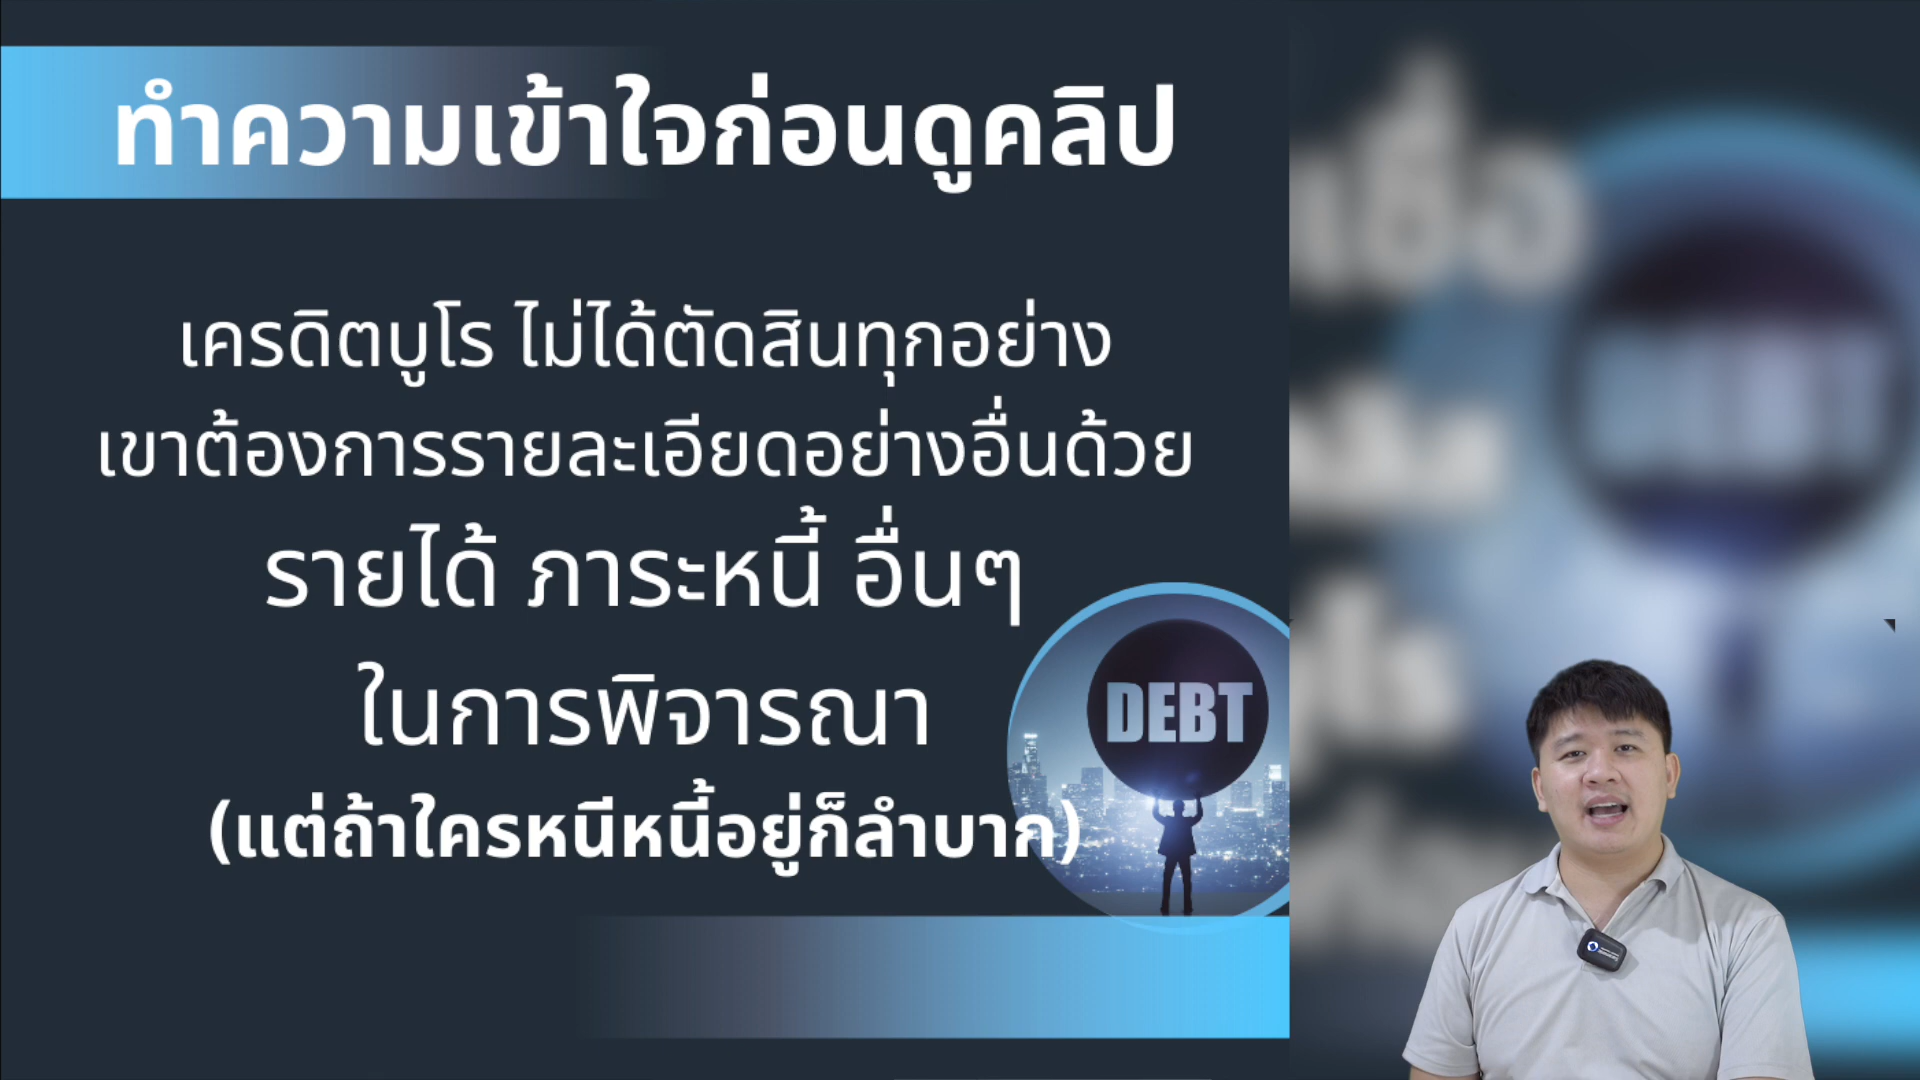 ทำความเข้าใจก่อนดูคลิป
เครดิตบูโร ไม่ได้ตัดสินทุกอย่าง
เขาต้องการรายละเอียดอย่างอื่นด้วย
รายได้ ภาระหนี้ อื่นๆ
ในการพิจารณา
DEBT
(แต่ถ้าใครหนีหนี้อยู่ก็ลำบาก)